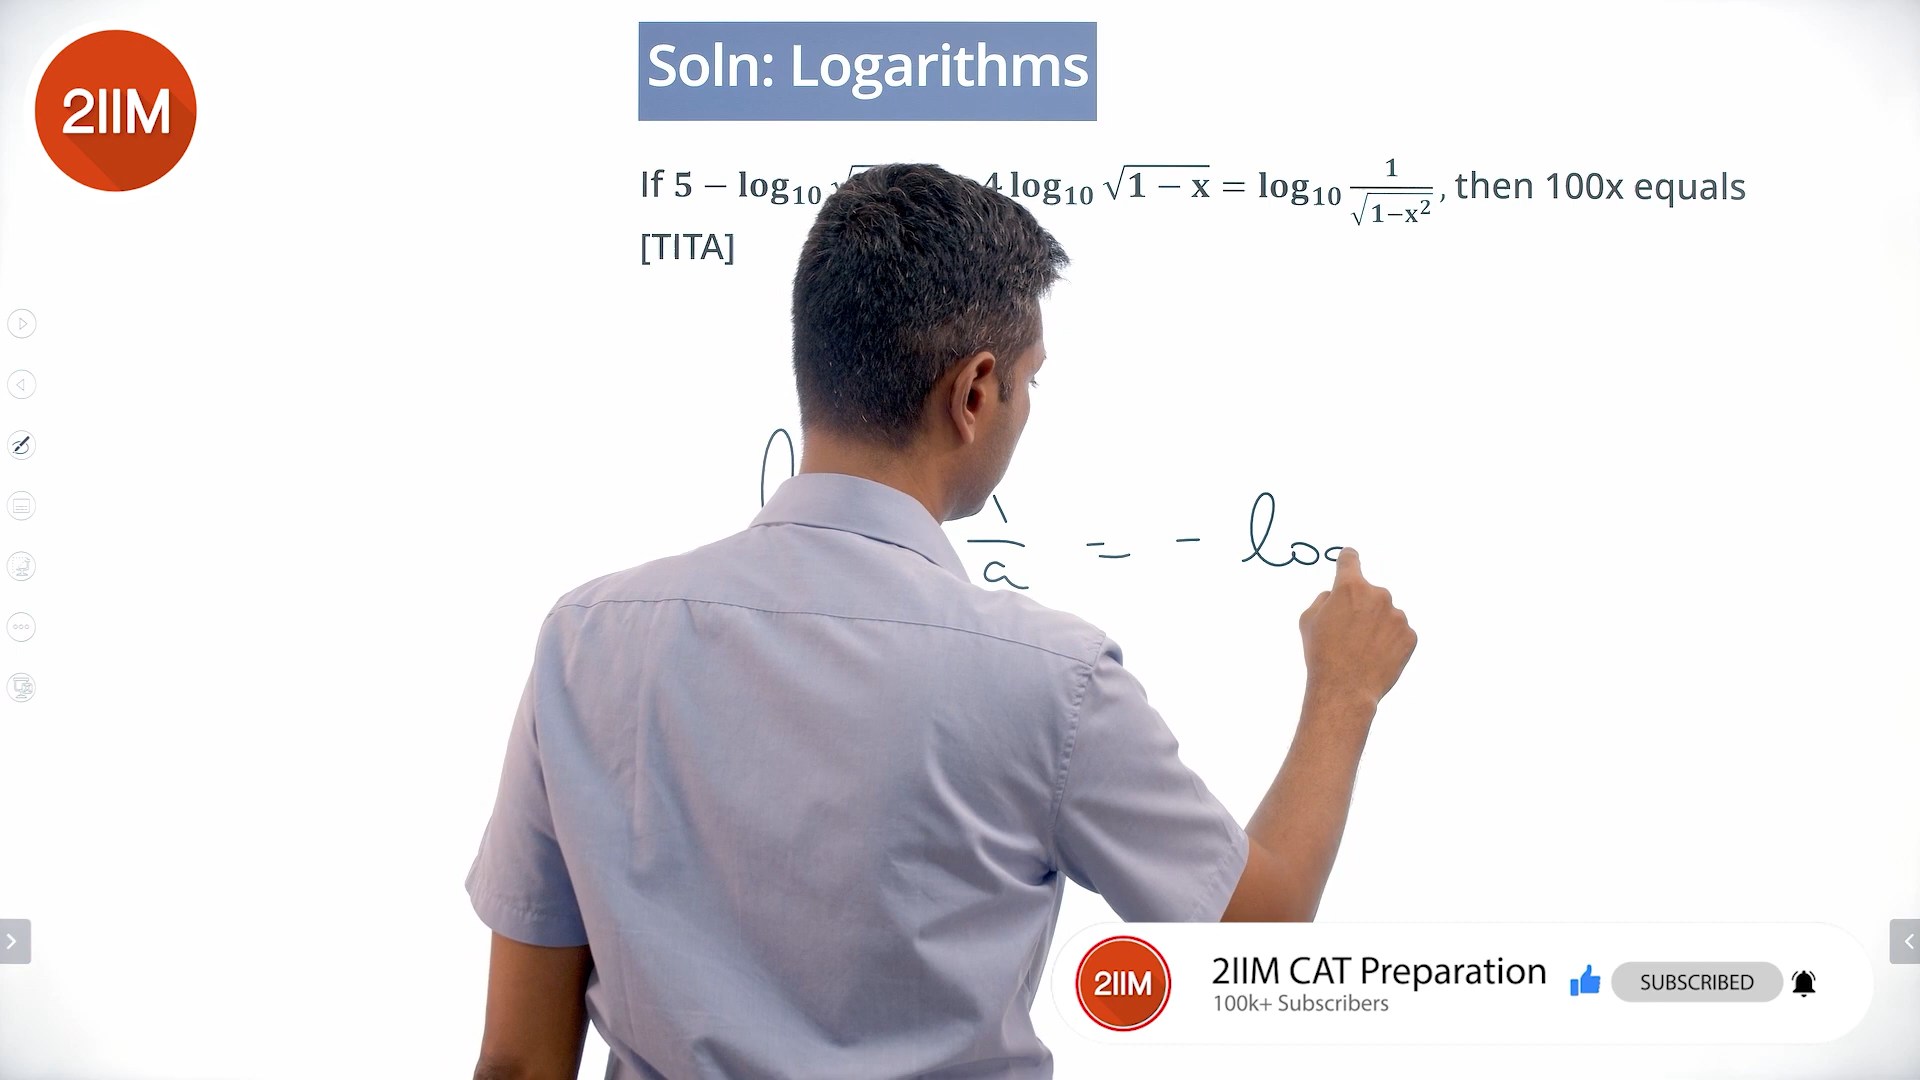 2IIM
Soln: Logarithms
If 5 − log₁₀ √ 4 log₁₀ √1 − x = log₁₀ 1/√1−x², then 100x equals
[TITA]
1/a = - log
2IIM
2IIM CAT Preparation
100k+ Subscribers
SUBSCRIBED